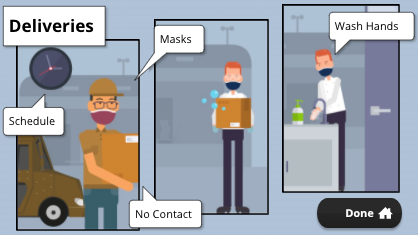 Deliveries
Masks
Wash Hands
Schedule
No Contact
Done